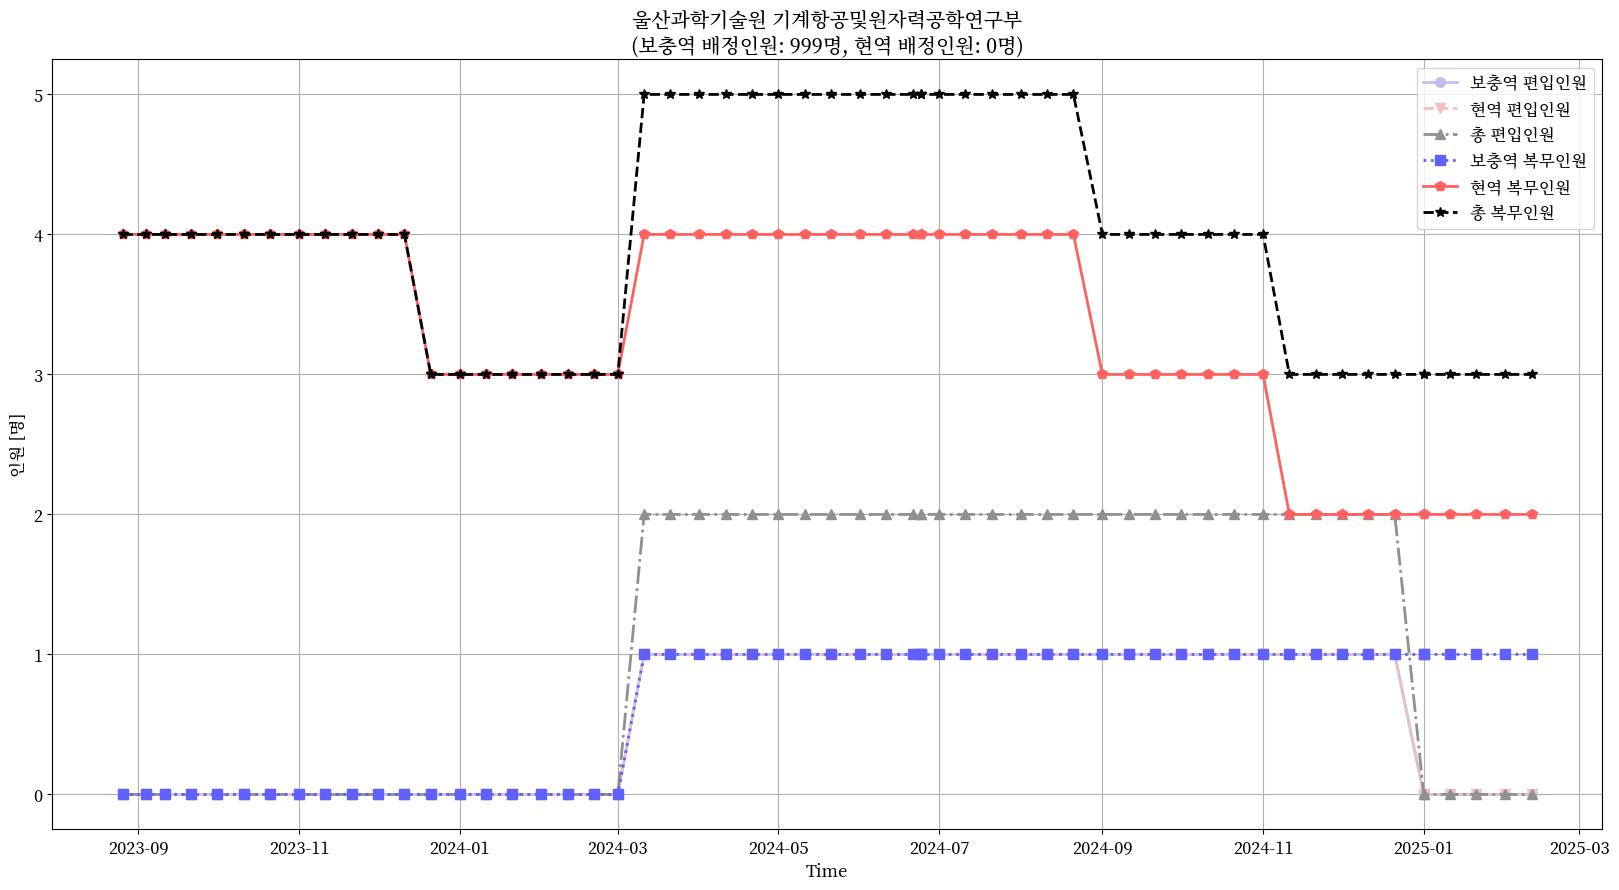 울산과학기술원 기계항공및원자력공학연구부
(보충역 배정인원: 999명, 현역 배정인원: 0명)
보충역 편입인원
현역 편입인원
총 편입인원
보충역 복무인원
현역 복무인원
총 복무인원
인원 [명]
5
4
3
2
1
0
2023-09
2023-11
2024-01
2024-03
2024-05
2024-07
2024-09
2024-11
2025-01
2025-03
Time